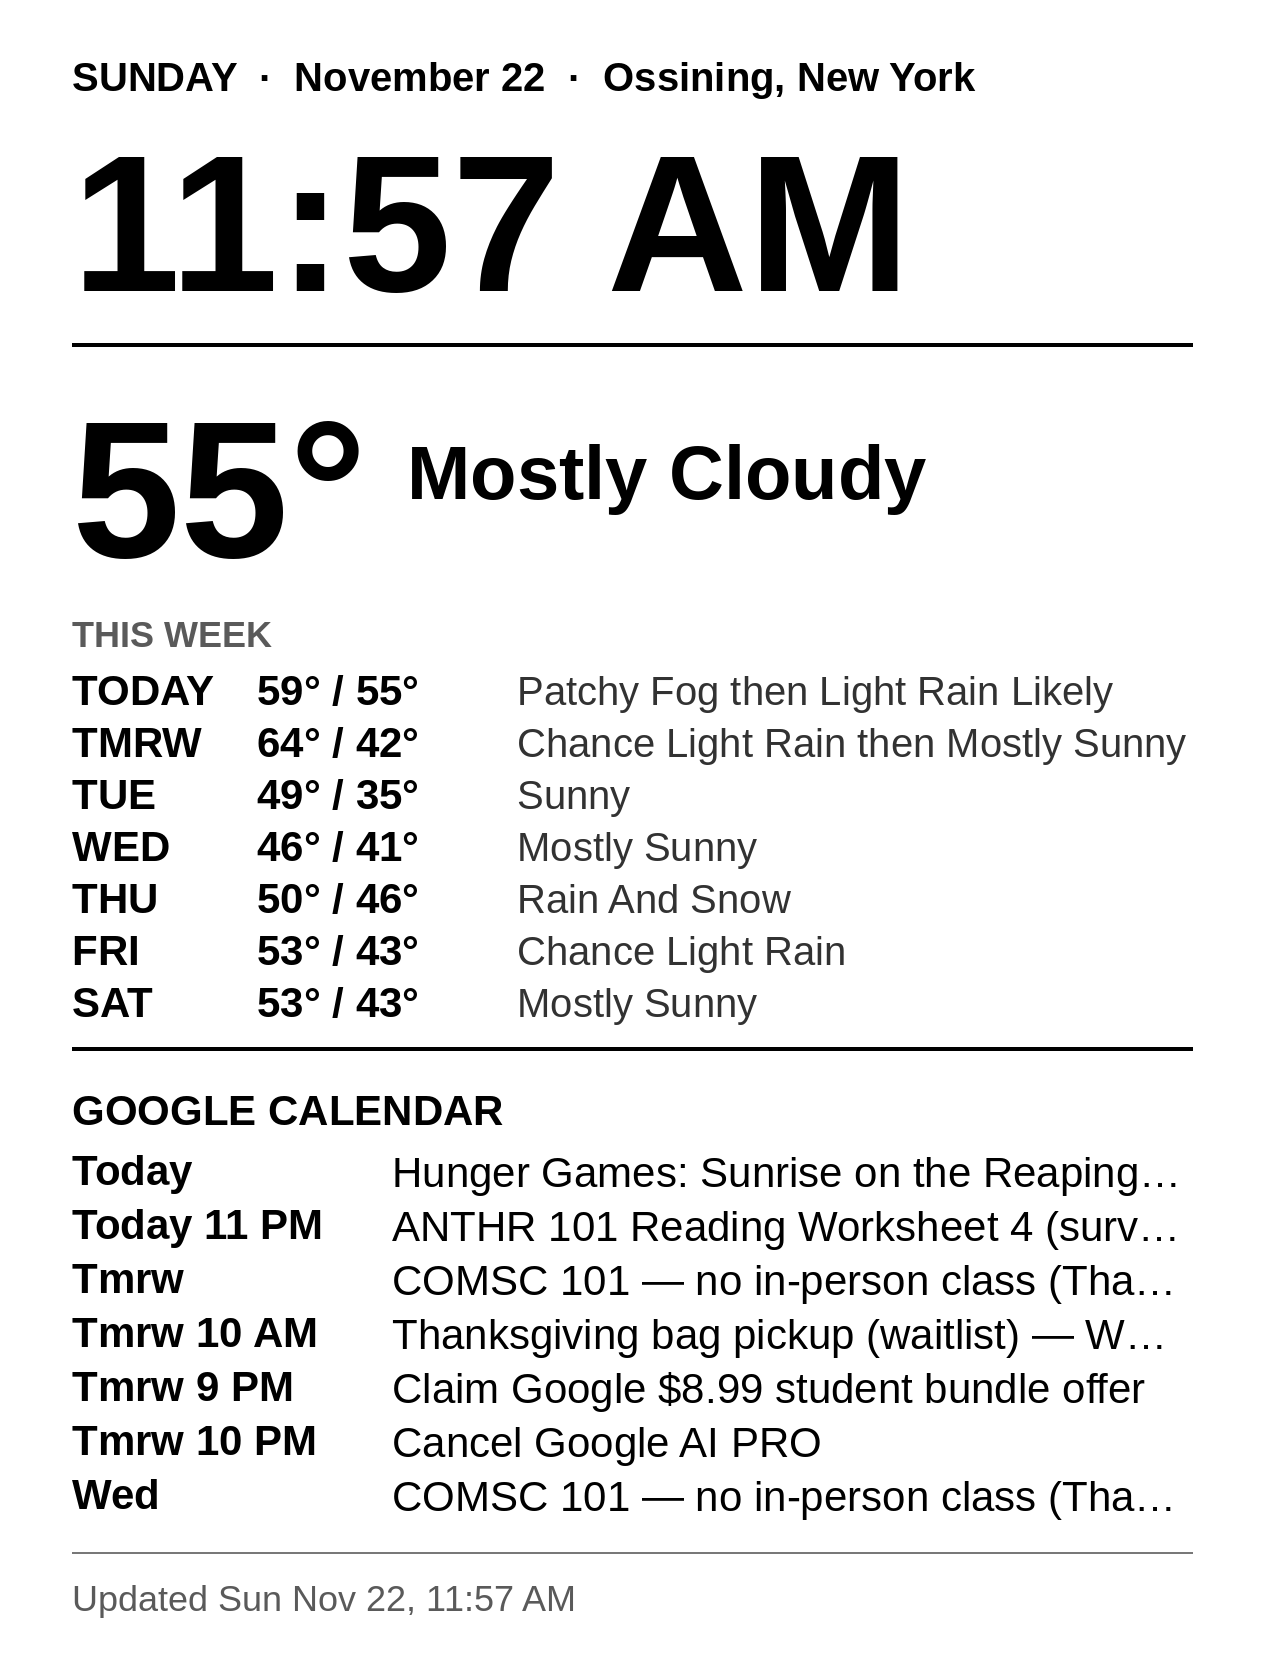 SUNDAY · November 22 · Ossining, New York
11:57 AM
55° Mostly Cloudy
THIS WEEK
TODAY 59° / 55° Patchy Fog then Light Rain Likely
TMRW 64° / 42° Chance Light Rain then Mostly Sunny
TUE 49° / 35° Sunny
WED 46° / 41° Mostly Sunny
THU 50° / 46° Rain And Snow
FRI 53° / 43° Chance Light Rain
SAT 53° / 43° Mostly Sunny
GOOGLE CALENDAR
Today Hunger Games: Sunrise on the Reaping…
Today 11 PM ANTHR 101 Reading Worksheet 4 (surv…
Tmrw COMSC 101 — no in-person class (Tha…
Tmrw 10 AM Thanksgiving bag pickup (waitlist) — W…
Tmrw 9 PM Claim Google $8.99 student bundle offer
Tmrw 10 PM Cancel Google AI PRO
Wed COMSC 101 — no in-person class (Tha…
Updated Sun Nov 22, 11:57 AM